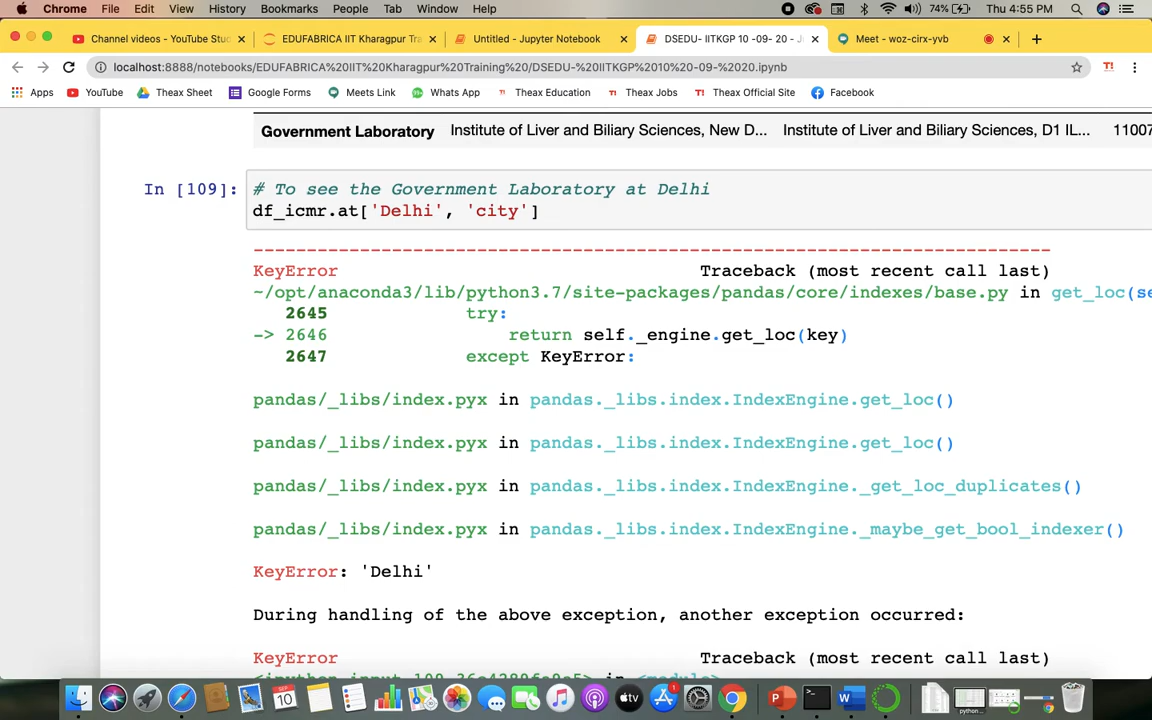 Chrome File Edit View History Bookmarks People Tab Window Help 74% Thu 4:55 PM
Channel videos - YouTube Stu EDUFABRICA IIT Kharagpur Tra Untitled - Jupyter Notebook DSEDU- IITKGP 10 -09- 20 - J Meet - woz-cirx-yvb
localhost:8888/notebooks/EDUFABRICA%20IIT%20Kharagpur%20Training%20/DSEDU-%20IITKGP%2010%20-09-%2020.ipynb T!
Apps YouTube Theax Sheet Google Forms Meets Link Whats App Theax Education T! Theax Jobs T! Theax Official Site Facebook
Government Laboratory Institute of Liver and Biliary Sciences, New D... Institute of Liver and Biliary Sciences, D1 IL... 11007
In [109]: # To see the Government Laboratory at Delhi
df_icmr.at['Delhi', 'city']
---------------------------------------------------------------------------
KeyError Traceback (most recent call last)
~/opt/anaconda3/lib/python3.7/site-packages/pandas/core/indexes/base.py in get_loc(se
2645 try:
-> 2646 return self._engine.get_loc(key)
2647 except KeyError:
pandas/_libs/index.pyx in pandas._libs.index.IndexEngine.get_loc()
pandas/_libs/index.pyx in pandas._libs.index.IndexEngine.get_loc()
pandas/_libs/index.pyx in pandas._libs.index.IndexEngine._get_loc_duplicates()
pandas/_libs/index.pyx in pandas._libs.index.IndexEngine._maybe_get_bool_indexer()
KeyError: 'Delhi'
During handling of the above exception, another exception occurred:
KeyError Traceback (most recent call last)